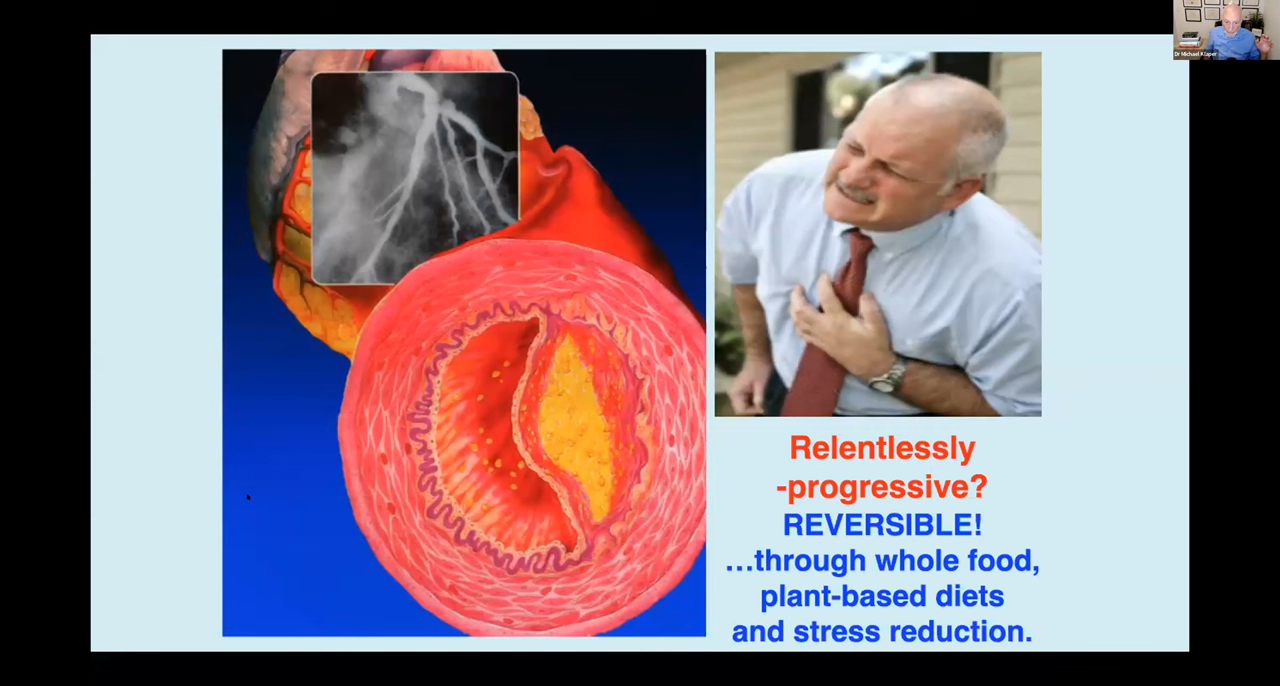 Dr Michael Klaper
Relentlessly
-progressive?
REVERSIBLE!
...through whole food,
plant-based diets
and stress reduction.